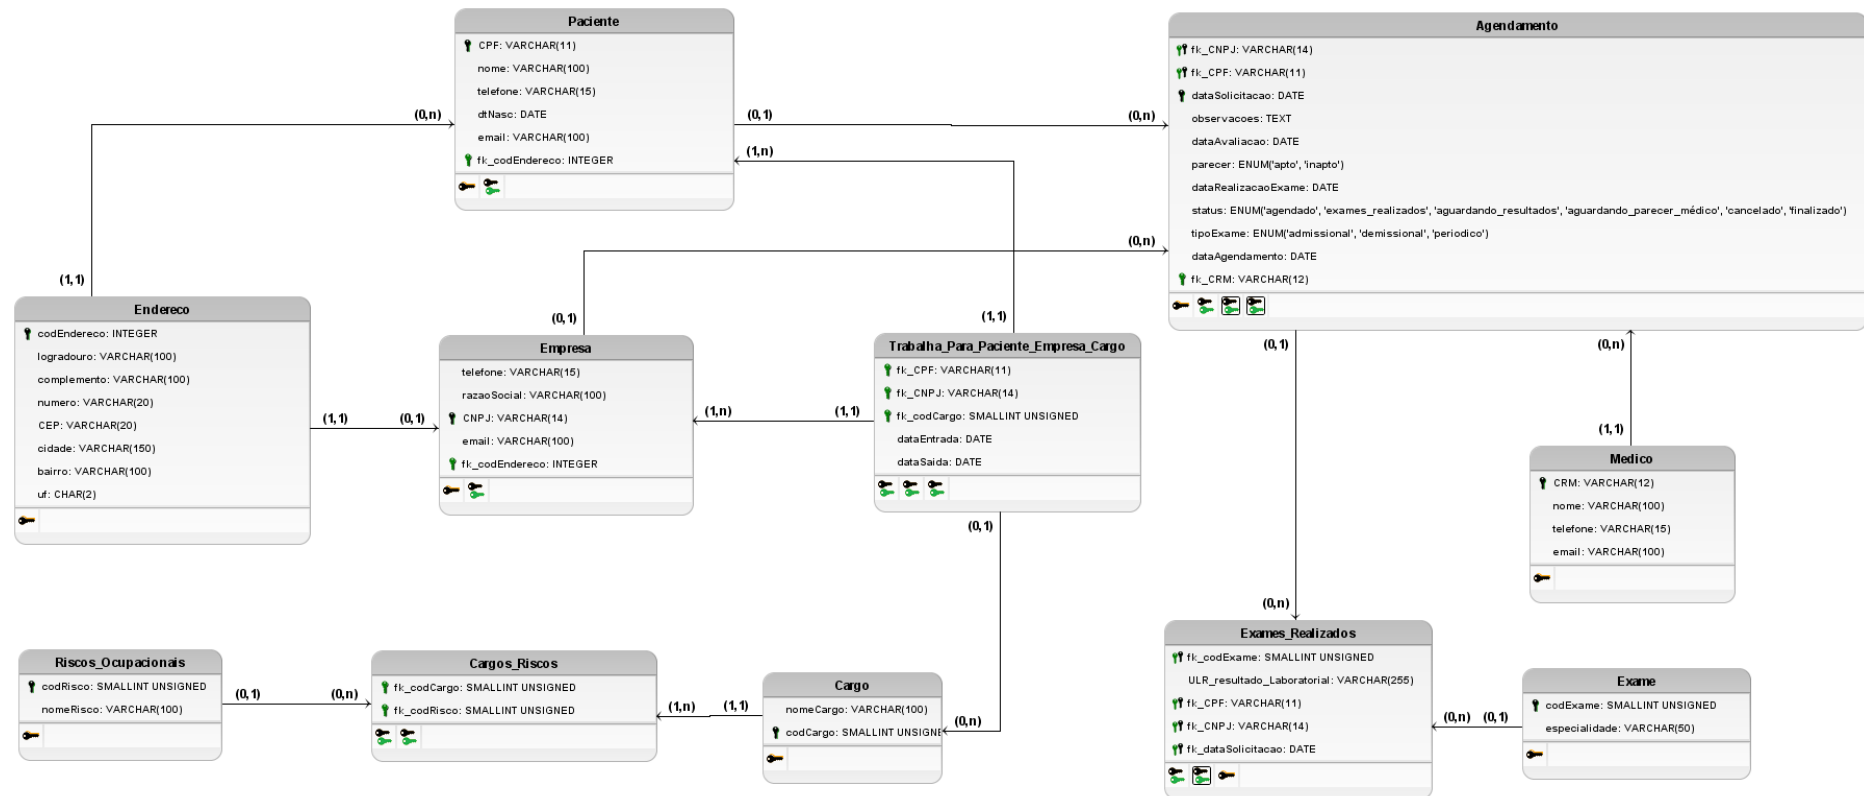 Paciente
CPF: VARCHAR(11)
nome: VARCHAR(100)
telefone: VARCHAR(15)
dtNasc: DATE
email: VARCHAR(100)
fk_codEndereco: INTEGER
Agendamento
fk_CNPJ: VARCHAR(14)
fk_CPF: VARCHAR(11)
dataSolicitacao: DATE
observacoes: TEXT
dataAvaliacao: DATE
parecer: ENUM('apto', 'inapto')
dataRealizacaoExame: DATE
status: ENUM('agendado', 'exames_realizados', 'aguardando_resultados', 'aguardando_parecer_médico', 'cancelado', 'finalizado')
tipoExame: ENUM('admissional', 'demissional', 'periodico')
dataAgendamento: DATE
fk_CRM: VARCHAR(12)
(0,n)
(0,1)
(0,n)
(1,n)
(0,n)
(1,1)
(0,1)
(1,1)
(0,1)
(0,n)
Endereco
codEndereco: INTEGER
logradouro: VARCHAR(100)
complemento: VARCHAR(100)
numero: VARCHAR(20)
CEP: VARCHAR(20)
cidade: VARCHAR(150)
bairro: VARCHAR(100)
uf: CHAR(2)
(1,1)
(0,1)
Empresa
telefone: VARCHAR(15)
razaoSocial: VARCHAR(100)
CNPJ: VARCHAR(14)
email: VARCHAR(100)
fk_codEndereco: INTEGER
(1,n)
(1,1)
Trabalha_Para_Paciente_Empresa_Cargo
fk_CPF: VARCHAR(11)
fk_CNPJ: VARCHAR(14)
fk_codCargo: SMALLINT UNSIGNED
dataEntrada: DATE
dataSaida: DATE
(0,1)
(1,1)
Medico
CRM: VARCHAR(12)
nome: VARCHAR(100)
telefone: VARCHAR(15)
email: VARCHAR(100)
(0,n)
Riscos_Ocupacionais
codRisco: SMALLINT UNSIGNED
nomeRisco: VARCHAR(100)
(0,1)
(0,n)
Cargos_Riscos
fk_codCargo: SMALLINT UNSIGNED
fk_codRisco: SMALLINT UNSIGNED
(1,n)
(1,1)
Cargo
nomeCargo: VARCHAR(100)
codCargo: SMALLINT UNSIGNE
(0,n)
Exames_Realizados
fk_codExame: SMALLINT UNSIGNED
ULR_resultado_Laboratorial: VARCHAR(255)
fk_CPF: VARCHAR(11)
fk_CNPJ: VARCHAR(14)
fk_dataSolicitacao: DATE
(0,n)
(0,1)
Exame
codExame: SMALLINT UNSIGNED
especialidade: VARCHAR(50)